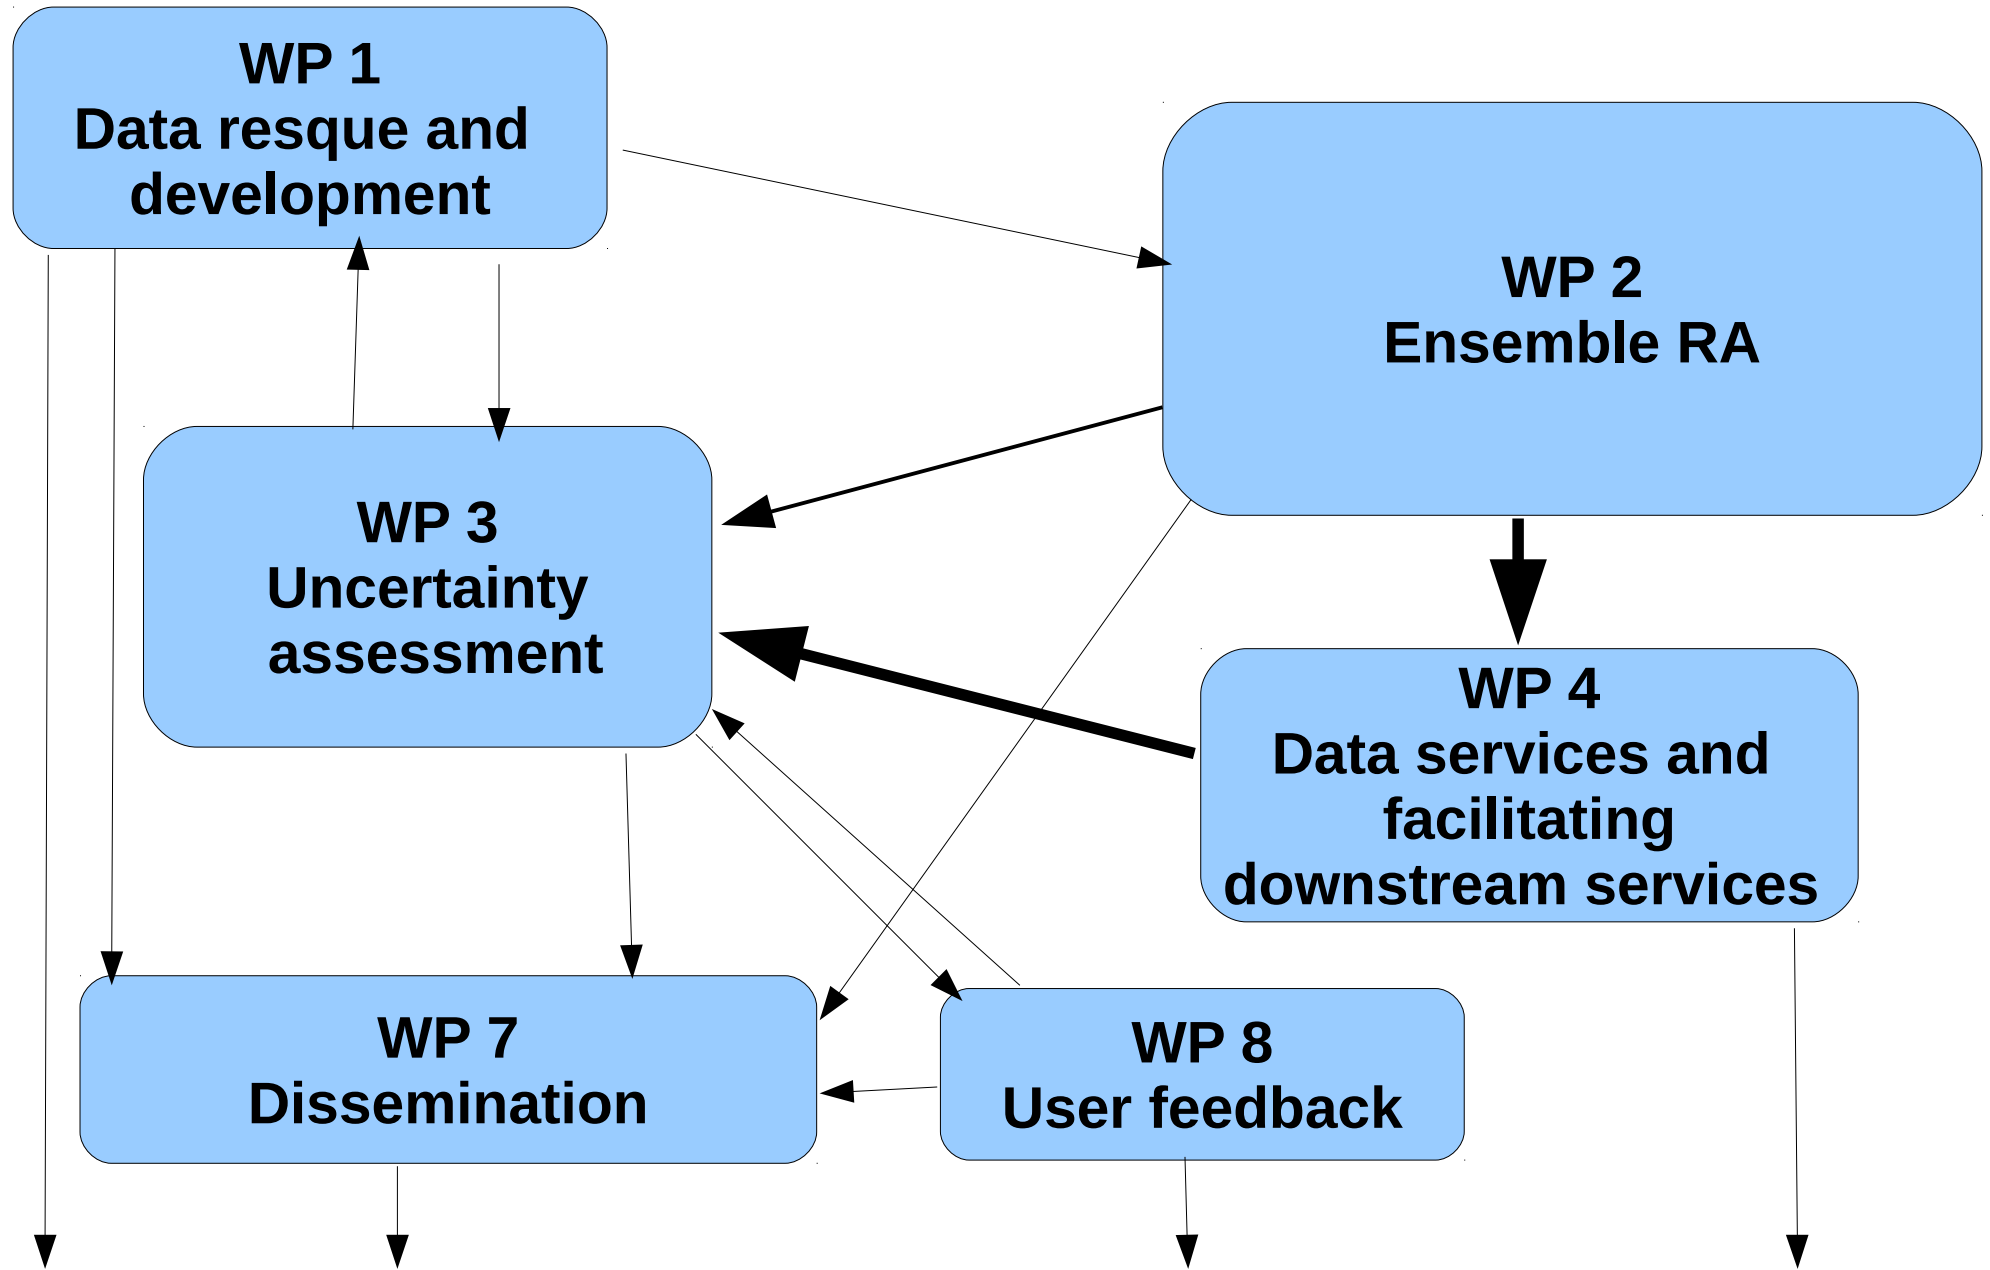 WP 1
Data resque and
development
WP 2
Ensemble RA
WP 3
Uncertainty
assessment
WP 4
Data services and
facilitating
downstream services
WP 7
Dissemination
WP 8
User feedback